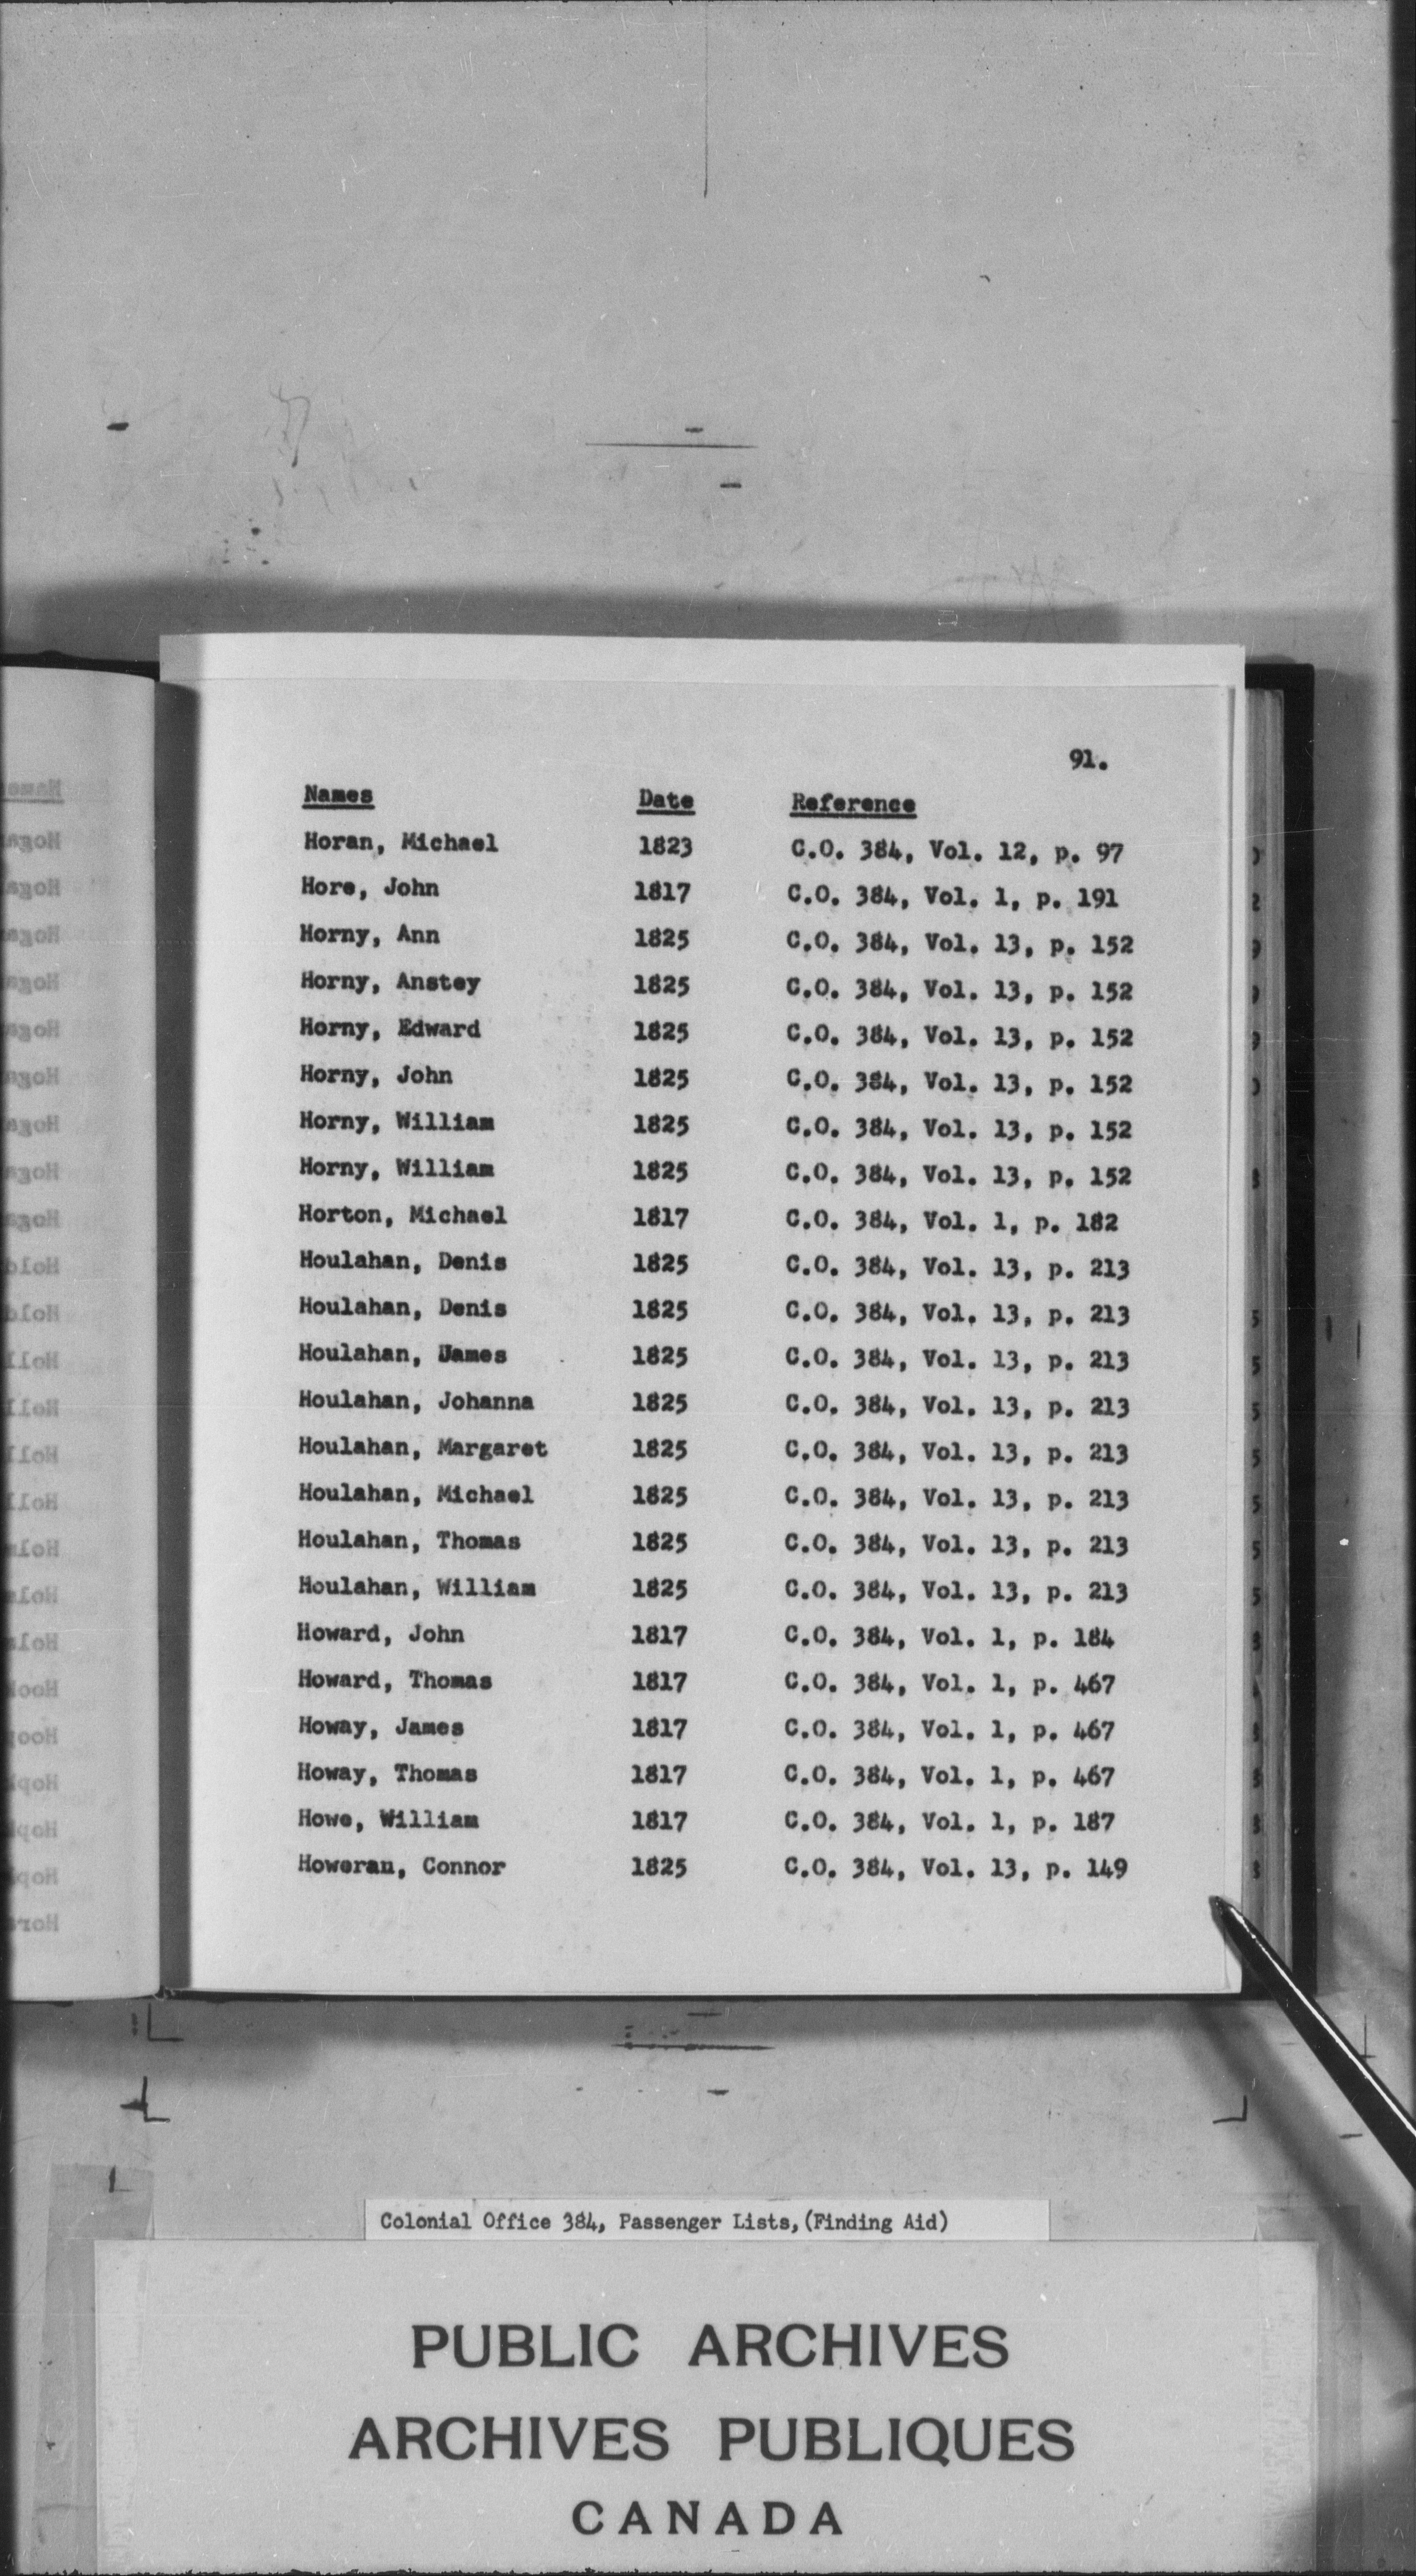 91.
Names Date Reference
Horan, Michael 1823 C.O. 384, Vol. 12, p. 97
Hore, John 1817 C.O. 384, Vol. 1, p. 191
Horny, Ann 1825 C.O. 384, Vol. 13, p. 152
Horny, Anstey 1825 C.O. 384, Vol. 13, p. 152
Horny, Edward 1825 C.O. 384, Vol. 13, p. 152
Horny, John 1825 C.O. 384, Vol. 13, p. 152
Horny, William 1825 C.O. 384, Vol. 13, p. 152
Horny, William 1825 C.O. 384, Vol. 13, p. 152
Horton, Michael 1817 C.O. 384, Vol. 1, p. 182
Houlahan, Denis 1825 C.O. 384, Vol. 13, p. 213
Houlahan, Denis 1825 C.O. 384, Vol. 13, p. 213
Houlahan, James 1825 C.O. 384, Vol. 13, p. 213
Houlahan, Johanna 1825 C.O. 384, Vol. 13, p. 213
Houlahan, Margaret 1825 C.O. 384, Vol. 13, p. 213
Houlahan, Michael 1825 C.O. 384, Vol. 13, p. 213
Houlahan, Thomas 1825 C.O. 384, Vol. 13, p. 213
Houlahan, William 1825 C.O. 384, Vol. 13, p. 213
Howard, John 1817 C.O. 384, Vol. 1, p. 184
Howard, Thomas 1817 C.O. 384, Vol. 1, p. 467
Howay, James 1817 C.O. 384, Vol. 1, p. 467
Howay, Thomas 1817 C.O. 384, Vol. 1, p. 467
Howe, William 1817 C.O. 384, Vol. 1, p. 187
Howeran, Connor 1825 C.O. 384, Vol. 13, p. 149
Colonial Office 384, Passenger Lists, (Finding Aid)
PUBLIC ARCHIVES
ARCHIVES PUBLIQUES
CANADA